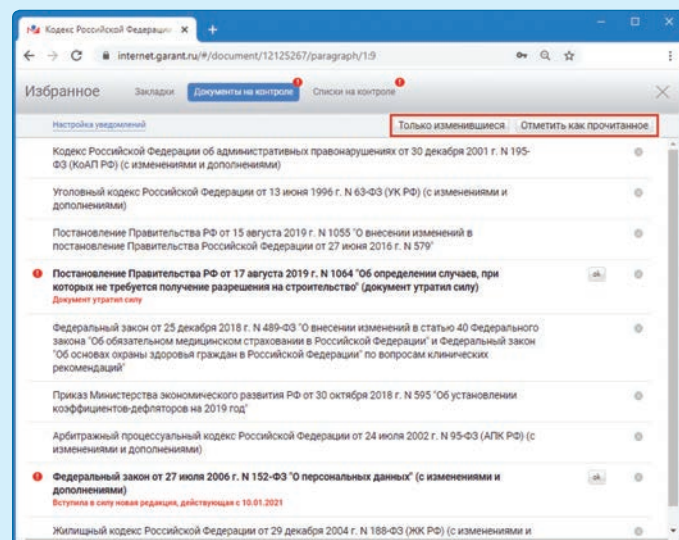 Кодекс Российской Федераци
internet.garant.ru/#/document/12125267/paragraph/1:9
Избранное Закладки Документы на контроле Списки на контроле
Настройка уведомлений Только изменившиеся Отметить как прочитанное
Кодекс Российской Федерации об административных правонарушениях от 30 декабря 2001 г. N 195-
ФЗ (КоАП РФ) (с изменениями и дополнениями)
Уголовный кодекс Российской Федерации от 13 июня 1996 г. N 63-ФЗ (УК РФ) (с изменениями и
дополнениями)
Постановление Правительства РФ от 15 августа 2019 г. N 1055 "О внесении изменений в
постановление Правительства Российской Федерации от 27 июня 2016 г. N 579"
Постановление Правительства РФ от 17 августа 2019 г. N 1064 "Об определении случаев, при
которых не требуется получение разрешения на строительство" (документ утратил силу)
ok
Документ утратил силу
Федеральный закон от 25 декабря 2018 г. N 489-ФЗ "О внесении изменений в статью 40 Федерального
закона "Об обязательном медицинском страховании в Российской Федерации" и Федеральный закон
"Об основах охраны здоровья граждан в Российской Федерации" по вопросам клинических
рекомендаций"
Приказ Министерства экономического развития РФ от 30 октября 2018 г. N 595 "Об установлении
коэффициентов-дефляторов на 2019 год"
Арбитражный процессуальный кодекс Российской Федерации от 24 июля 2002 г. N 95-ФЗ (АПК РФ) (с
изменениями и дополнениями)
Федеральный закон от 27 июля 2006 г. N 152-ФЗ "О персональных данных" (с изменениями и
дополнениями)
ok
Вступила в силу новая редакция, действующая с 10.01.2021
Жилищный кодекс Российской Федерации от 29 декабря 2004 г. N 188-ФЗ (ЖК РФ) (с изменениями и